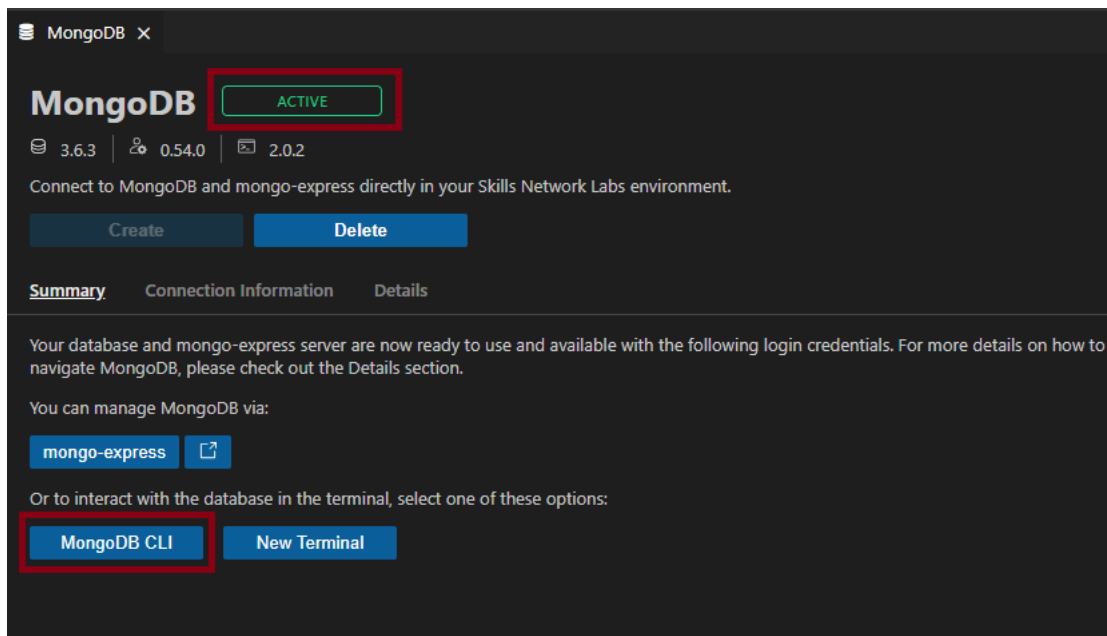 MongoDB
MongoDB ACTIVE
3.6.3 0.54.0 2.0.2
Connect to MongoDB and mongo-express directly in your Skills Network Labs environment.
Create Delete
Summary Connection Information Details
Your database and mongo-express server are now ready to use and available with the following login credentials. For more details on how to
navigate MongoDB, please check out the Details section.
You can manage MongoDB via:
mongo-express
Or to interact with the database in the terminal, select one of these options:
MongoDB CLI New Terminal